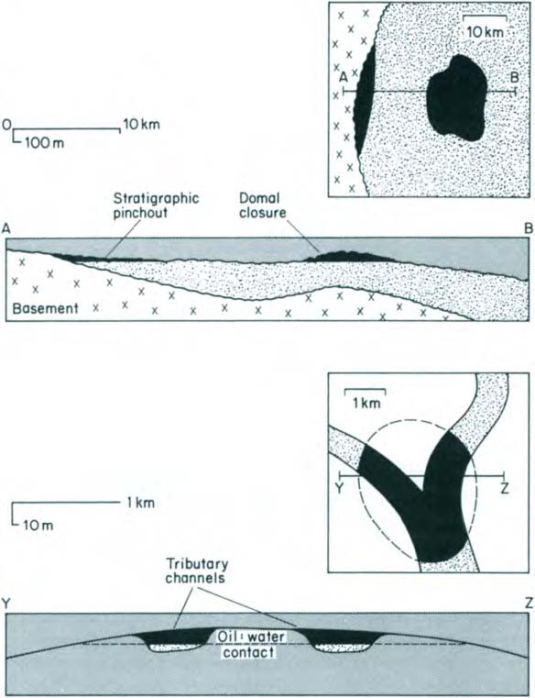 10 km
A B
0 10 km
100 m
Stratigraphic
pinchout
Domal
closure
A B
Basement
1 km
Y Z
1 km
10 m
Tributary
channels
Y Z
Oil : water
contact